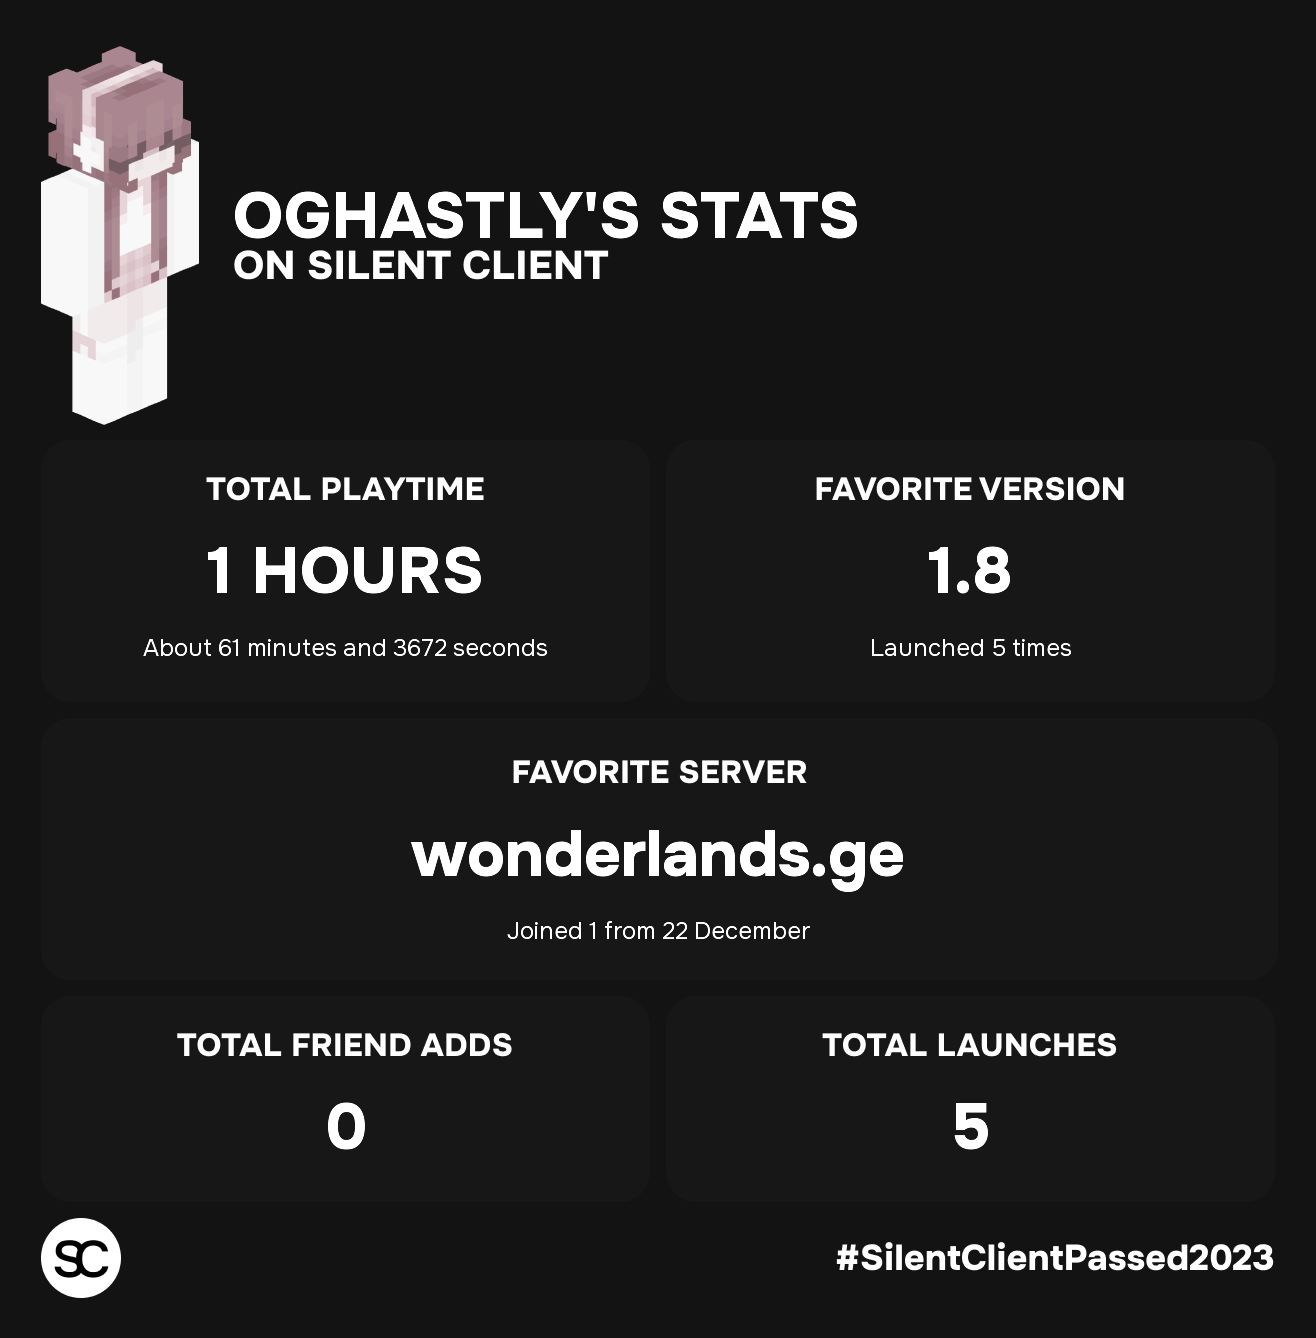 OGHASTLY'S STATS
ON SILENT CLIENT
TOTAL PLAYTIME
1 HOURS
About 61 minutes and 3672 seconds
FAVORITE VERSION
1.8
Launched 5 times
FAVORITE SERVER
wonderlands.ge
Joined 1 from 22 December
TOTAL FRIEND ADDS
0
TOTAL LAUNCHES
5
SC
#SilentClientPassed2023